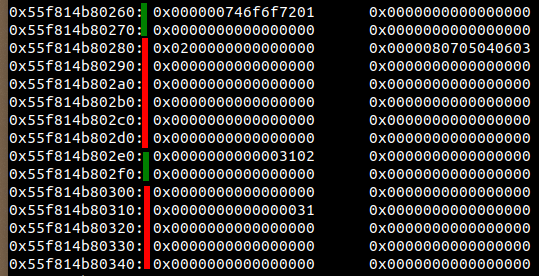 0x55f814b80260: 0x000000746f6f7201 0x0000000000000000
0x55f814b80270: 0x0000000000000000 0x0000000000000000
0x55f814b80280: 0x0200000000000000 0x0000080705040603
0x55f814b80290: 0x0000000000000000 0x0000000000000000
0x55f814b802a0: 0x0000000000000000 0x0000000000000000
0x55f814b802b0: 0x0000000000000000 0x0000000000000000
0x55f814b802c0: 0x0000000000000000 0x0000000000000000
0x55f814b802d0: 0x0000000000000000 0x0000000000000000
0x55f814b802e0: 0x0000000000003102 0x0000000000000000
0x55f814b802f0: 0x0000000000000000 0x0000000000000000
0x55f814b80300: 0x0000000000000000 0x0000000000000000
0x55f814b80310: 0x0000000000000031 0x0000000000000000
0x55f814b80320: 0x0000000000000000 0x0000000000000000
0x55f814b80330: 0x0000000000000000 0x0000000000000000
0x55f814b80340: 0x0000000000000000 0x0000000000000000